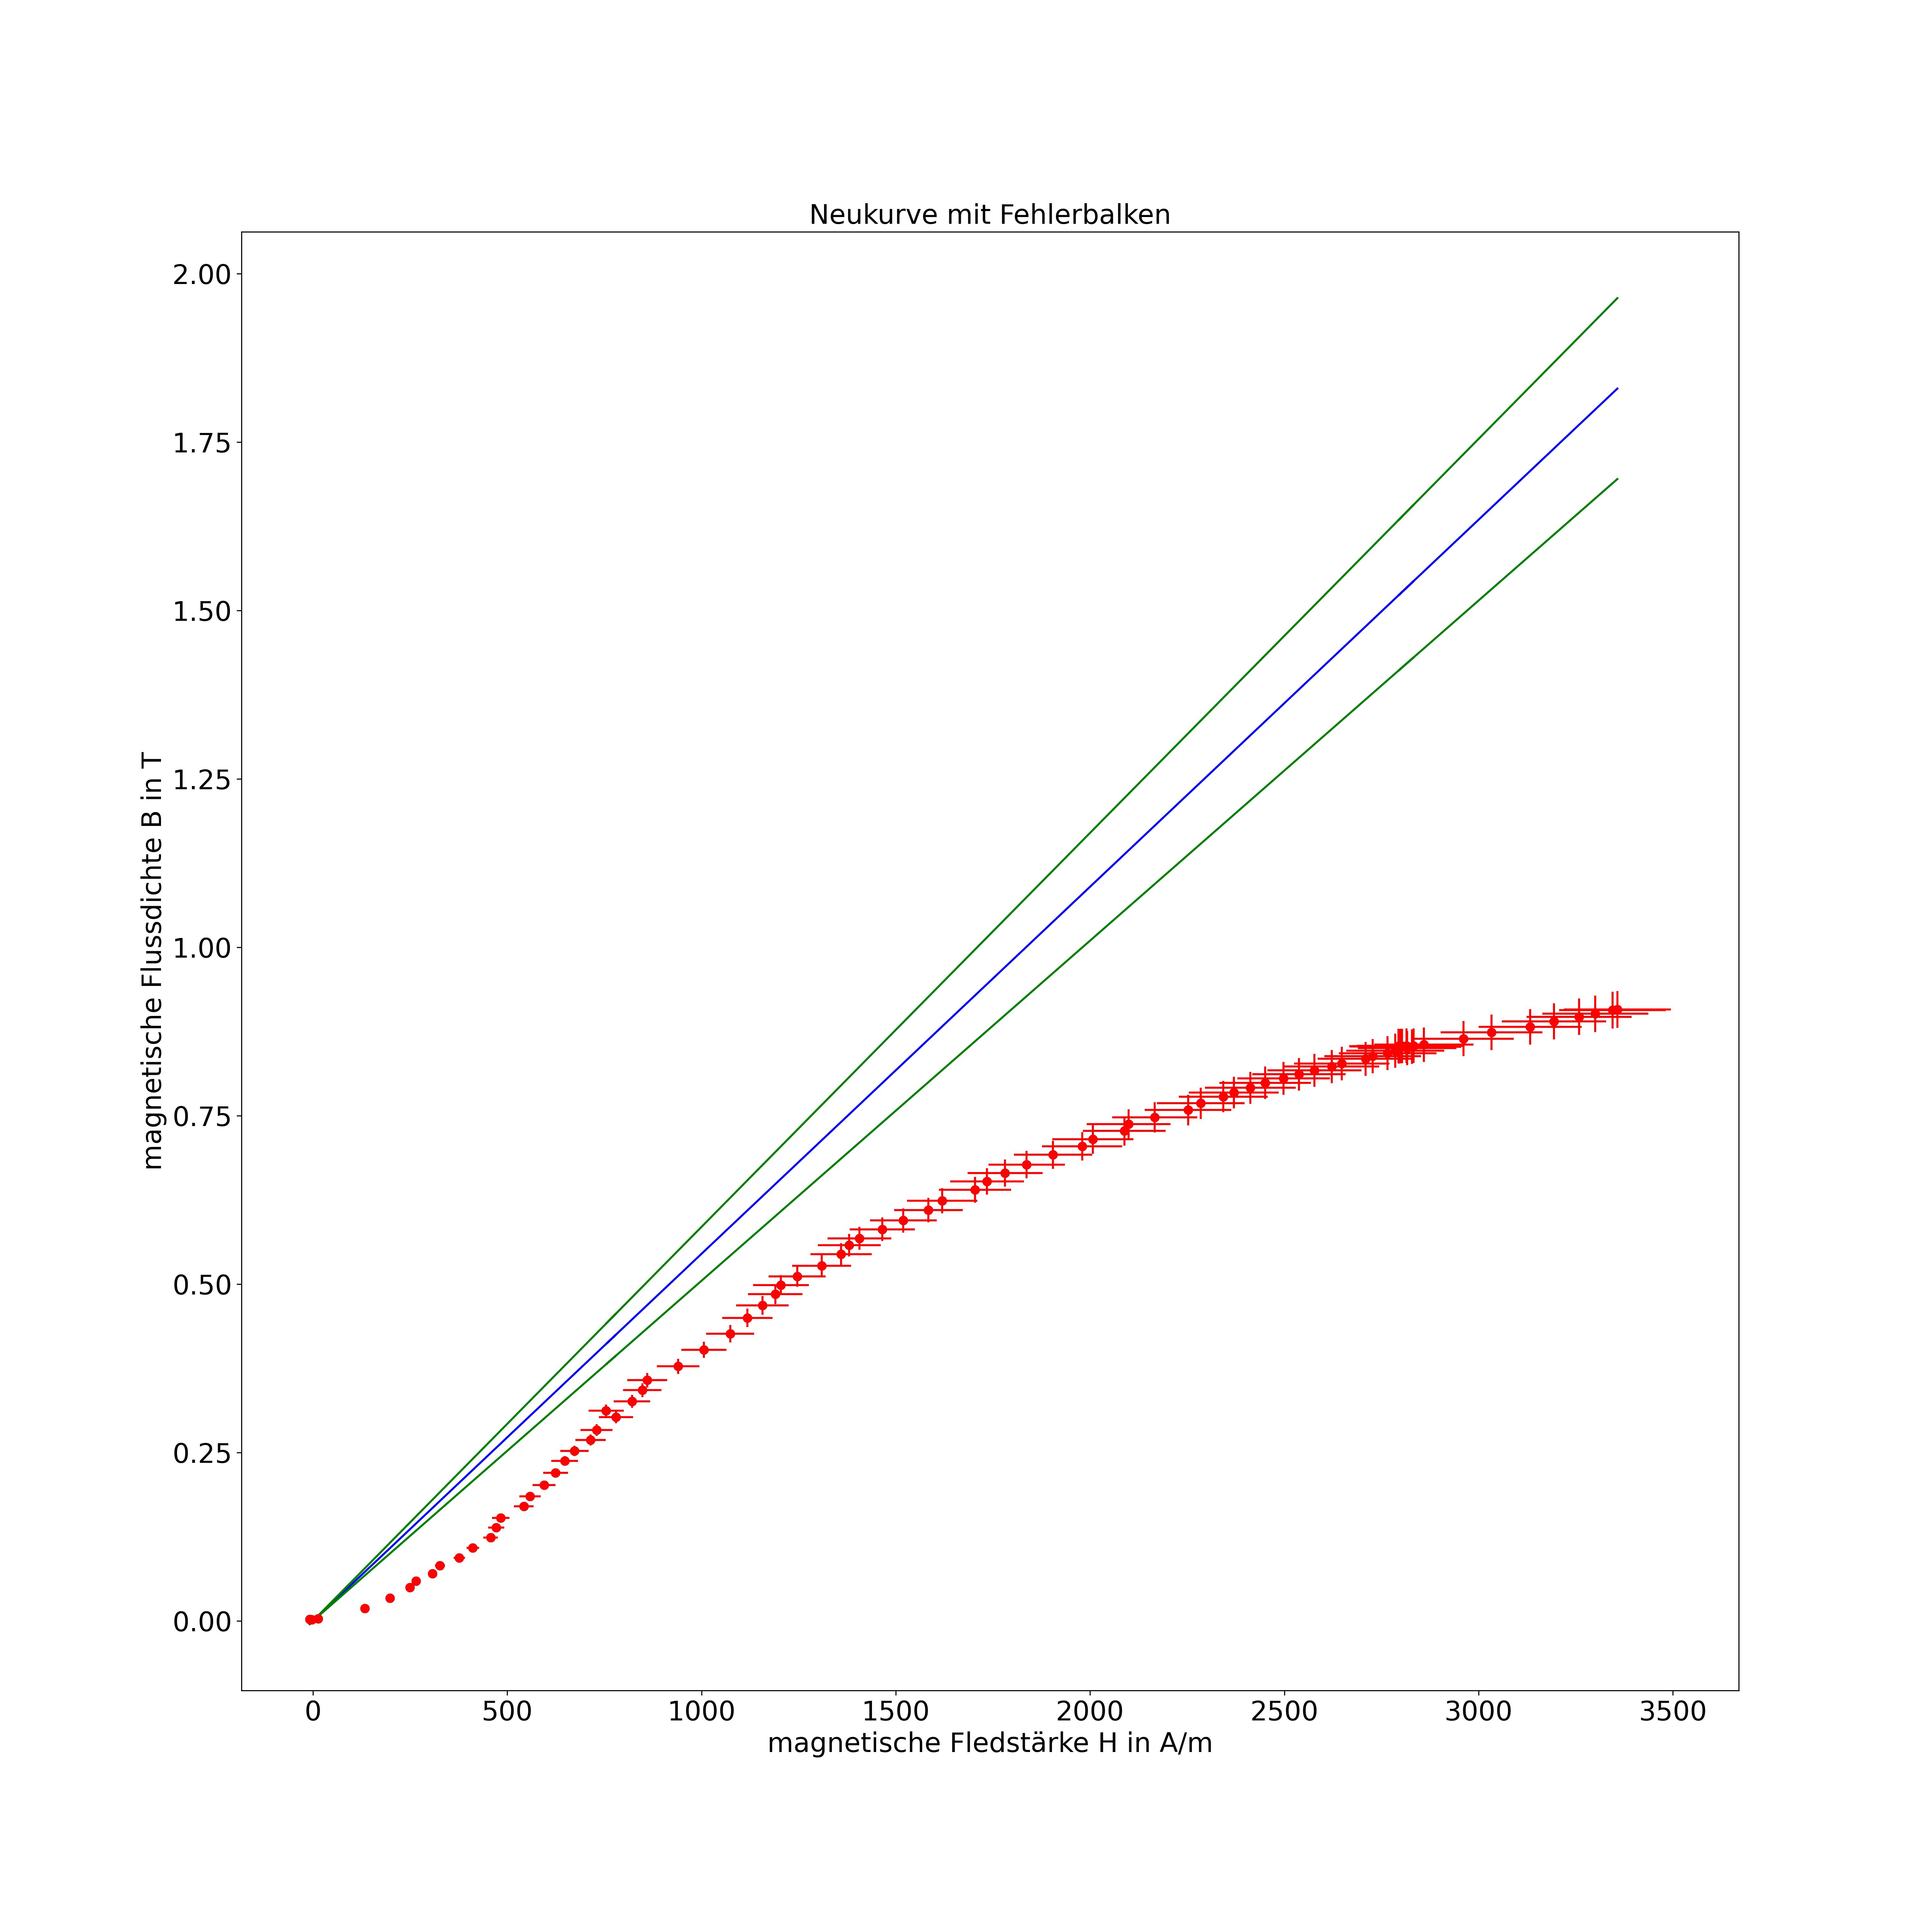 Neukurve mit Fehlerbalken
2.00
1.75
1.50
1.25
1.00
0.75
0.50
0.25
0.00
magnetische Flussdichte B in T
0 500 1000 1500 2000 2500 3000 3500
magnetische Fledstärke H in A/m